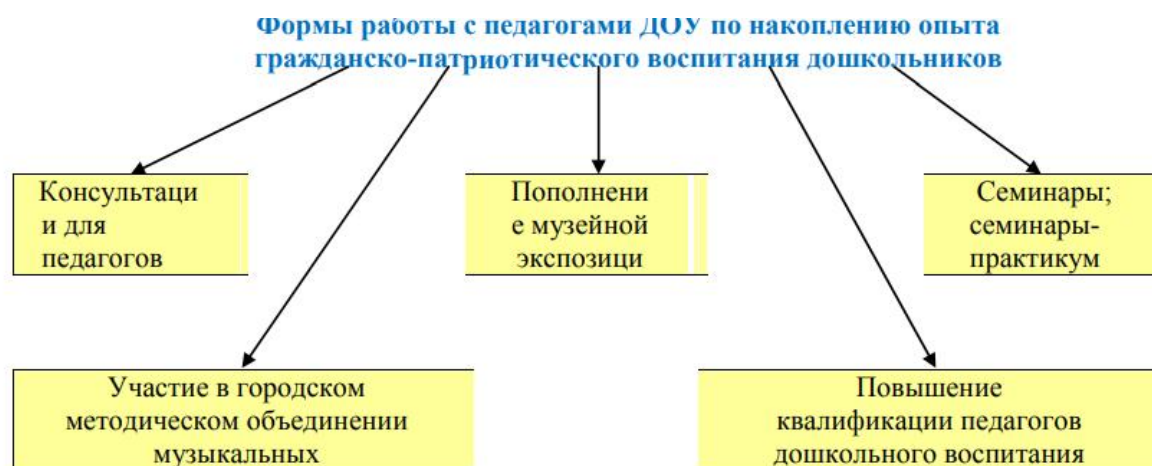 Формы работы с педагогами ДОУ по накоплению опыта
гражданско-патриотического воспитания дошкольников
Консультаци
и для
педагогов
Пополнени
е музейной
экспозици
Семинары;
семинары-
практикум
Участие в городском
методическом объединении
музыкальных
Повышение
квалификации педагогов
дошкольного воспитания